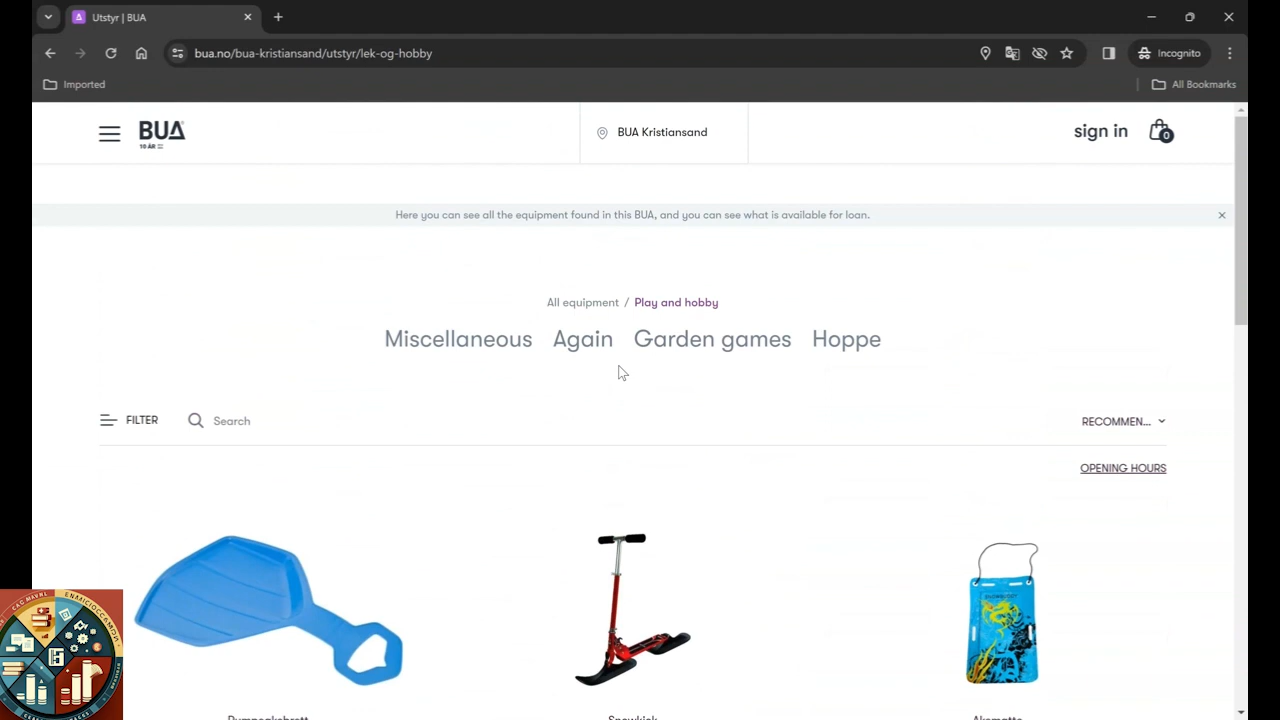 Utstyr | BUA
bua.no/bua-kristiansand/utstyr/lek-og-hobby
Incognito
Imported
All Bookmarks
BUA
10 ÅR
BUA Kristiansand
sign in
0
Here you can see all the equipment found in this BUA, and you can see what is available for loan.
All equipment / Play and hobby
Miscellaneous Again Garden games Hoppe
FILTER
Search
RECOMMEN...
OPENING HOURS
Rumpeakebrett
Snowkick
Akematte